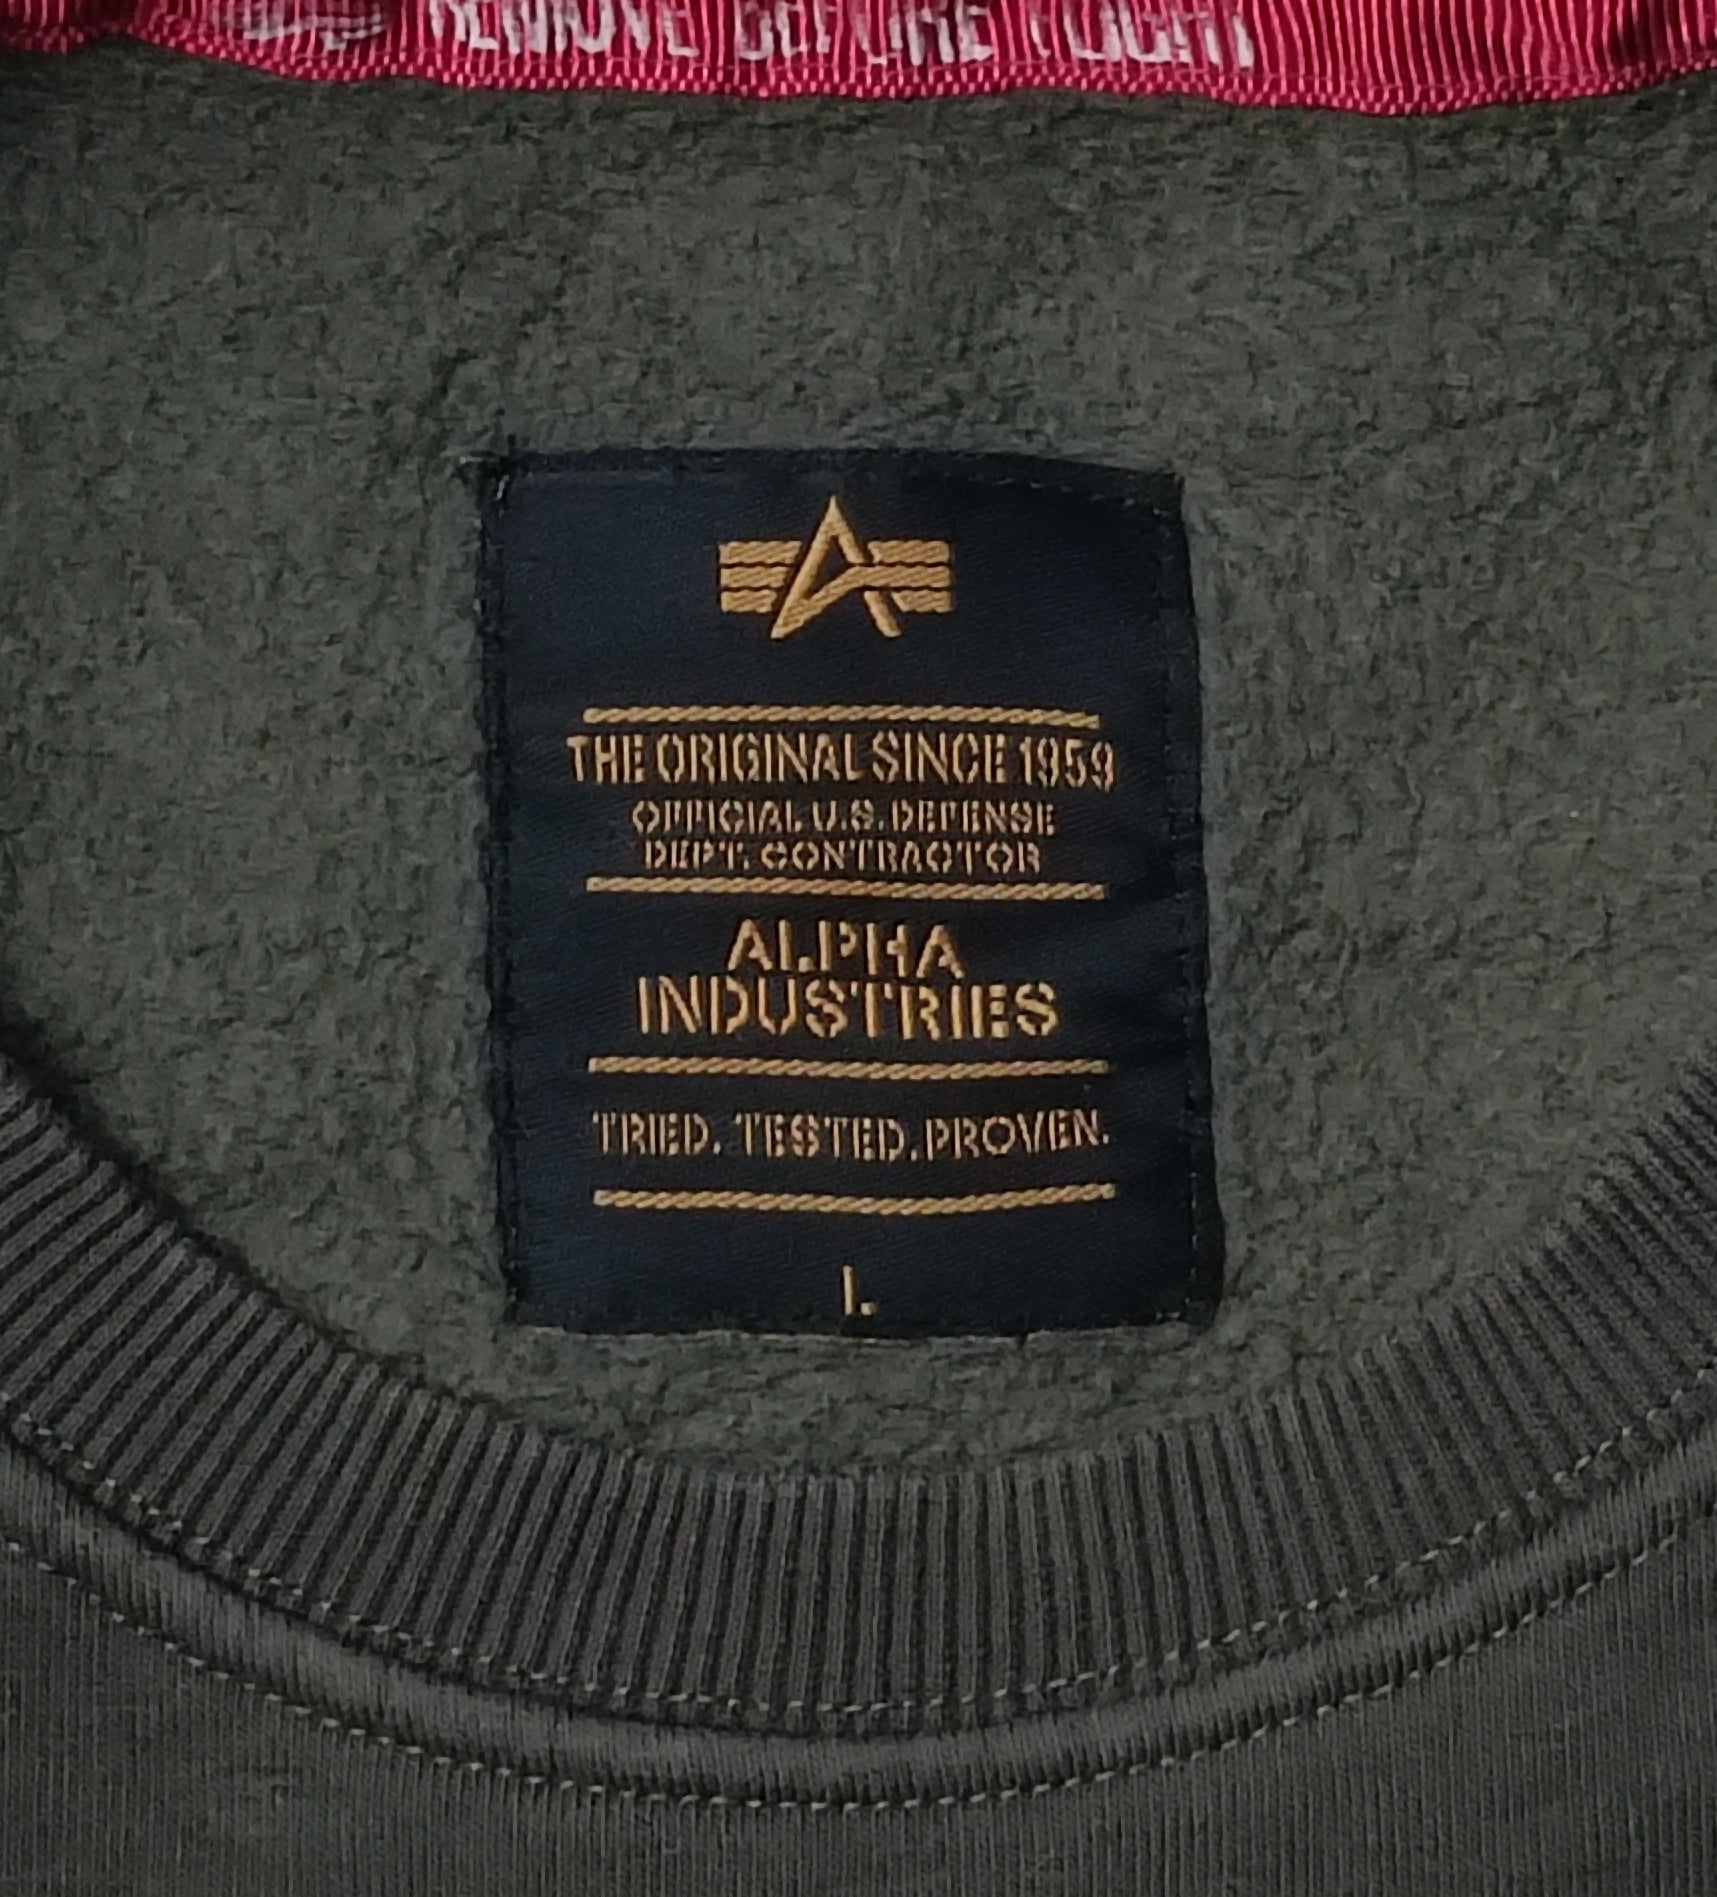 REMOVE BEFORE FLIGHT
THE ORIGINAL SINCE 1959
OFFICIAL U.S. DEFENSE
DEPT. CONTRACTOR
ALPHA
INDUSTRIES
TRIED. TESTED. PROVEN.
L